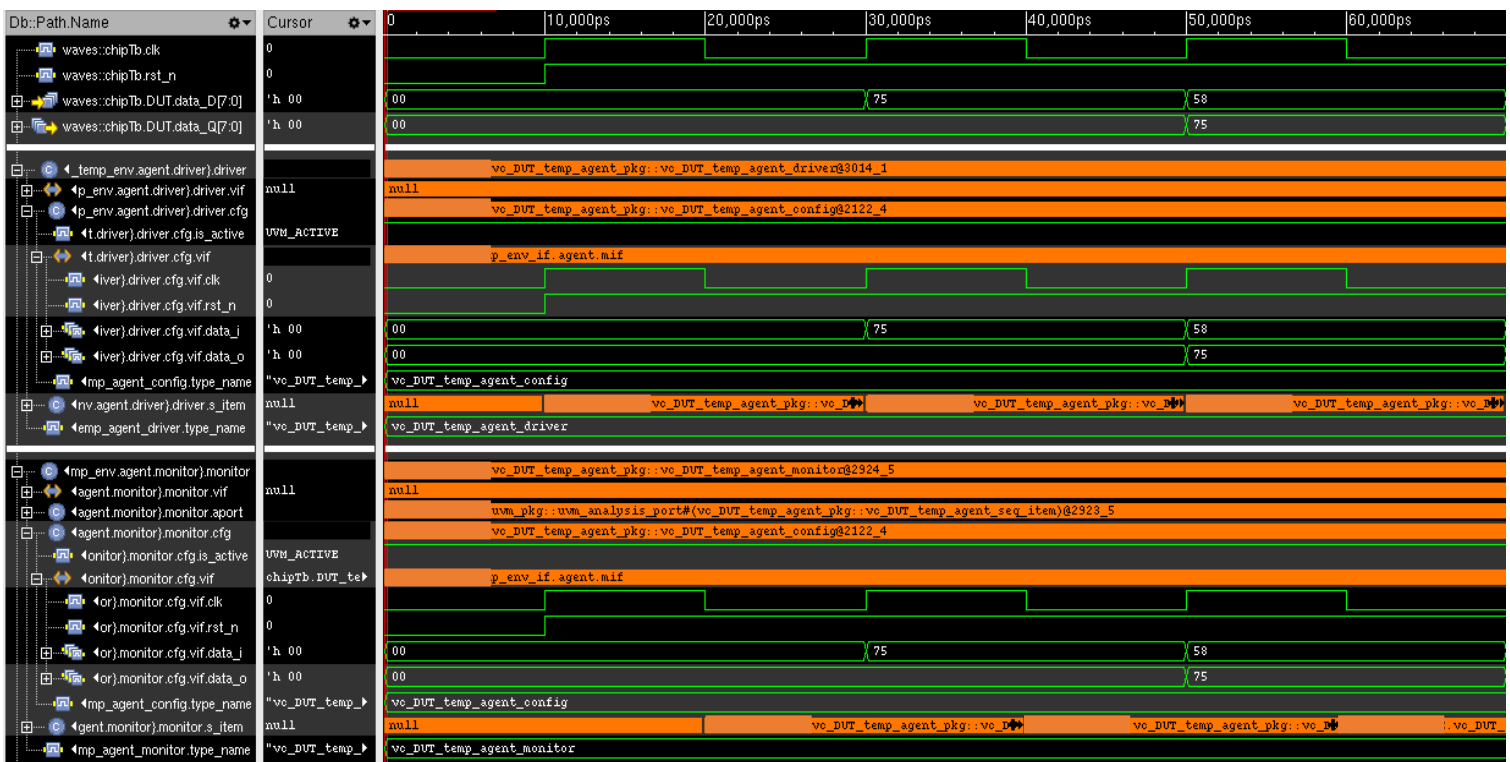 Db::Path.Name Cursor 0 10,000ps 20,000ps 30,000ps 40,000ps 50,000ps 60,000ps
waves::chipTb.clk 0
waves::chipTb.rst_n 0
waves::chipTb.DUT.data_D[7:0] 'h 00 00 75 58
waves::chipTb.DUT.data_Q[7:0] 'h 00 00 75
_temp_env.agent.driver}.driver vc_DUT_temp_agent_pkg::vc_DUT_temp_agent_driver@3014_1
p_env.agent.driver}.driver.vif null null
p_env.agent.driver}.driver.cfg vc_DUT_temp_agent_pkg::vc_DUT_temp_agent_config@2122_4
t.driver}.driver.cfg.is_active UVM_ACTIVE
t.driver}.driver.cfg.vif p_env_if.agent.mif
iver}.driver.cfg.vif.clk 0
iver}.driver.cfg.vif.rst_n 0
iver}.driver.cfg.vif.data_i 'h 00 00 75 58
iver}.driver.cfg.vif.data_o 'h 00 00 75
mp_agent_config.type_name "vc_DUT_temp_ vc_DUT_temp_agent_config
nv.agent.driver}.driver.s_item null null vc_DUT_temp_agent_pkg::vc_D vc_DUT_temp_agent_pkg::vc_D vc_DUT_temp_agent_pkg::vc_D
emp_agent_driver.type_name "vc_DUT_temp_ vc_DUT_temp_agent_driver
mp_env.agent.monitor}.monitor vc_DUT_temp_agent_pkg::vc_DUT_temp_agent_monitor@2924_5
agent.monitor}.monitor.vif null null
agent.monitor}.monitor.aport uvm_pkg::uvm_analysis_port#(vc_DUT_temp_agent_pkg::vc_DUT_temp_agent_seq_item)@2923_5
agent.monitor}.monitor.cfg vc_DUT_temp_agent_pkg::vc_DUT_temp_agent_config@2122_4
onitor}.monitor.cfg.is_active UVM_ACTIVE
onitor}.monitor.cfg.vif chipTb.DUT_te p_env_if.agent.mif
or}.monitor.cfg.vif.clk 0
or}.monitor.cfg.vif.rst_n 0
or}.monitor.cfg.vif.data_i 'h 00 00 75 58
or}.monitor.cfg.vif.data_o 'h 00 00 75
mp_agent_config.type_name "vc_DUT_temp_ vc_DUT_temp_agent_config
gent.monitor}.monitor.s_item null null vc_DUT_temp_agent_pkg::vc_D vc_DUT_temp_agent_pkg::vc_D :.vc_DUT_
mp_agent_monitor.type_name "vc_DUT_temp_ vc_DUT_temp_agent_monitor